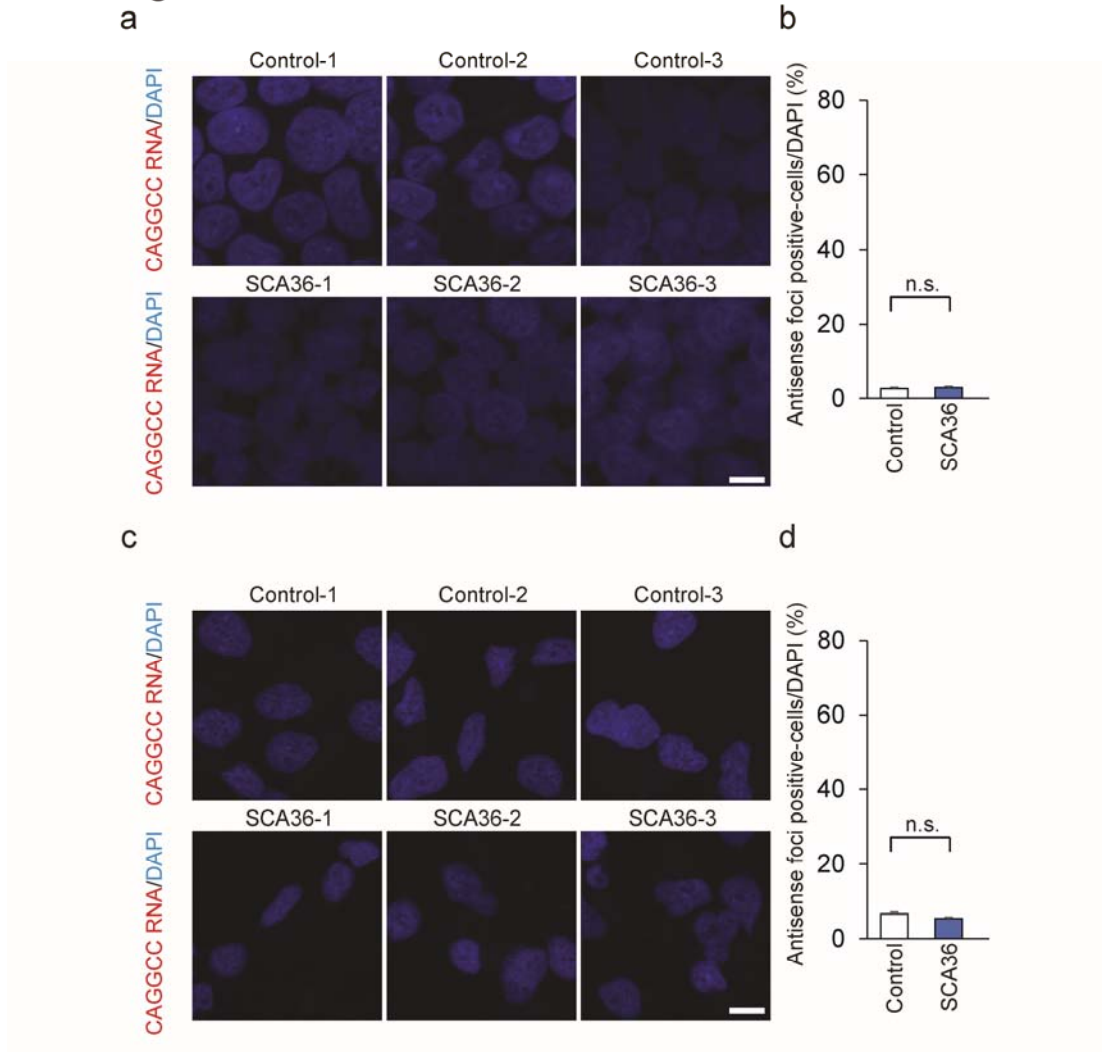 a
Control-1 Control-2 Control-3
CAGGCC RNA/DAPI
SCA36-1 SCA36-2 SCA36-3
CAGGCC RNA/DAPI
b
Antisense foci positive-cells/DAPI (%)
80
60
40
20
0
n.s.
Control
SCA36
c
Control-1 Control-2 Control-3
CAGGCC RNA/DAPI
SCA36-1 SCA36-2 SCA36-3
CAGGCC RNA/DAPI
d
Antisense foci positive-cells/DAPI (%)
80
60
40
20
0
n.s.
Control
SCA36